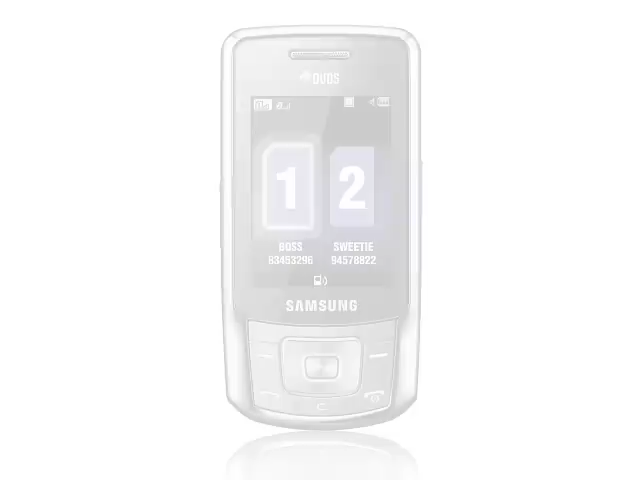 DUOS
1 2
BOSS SWEETIE
83453296 94578822
SAMSUNG
C